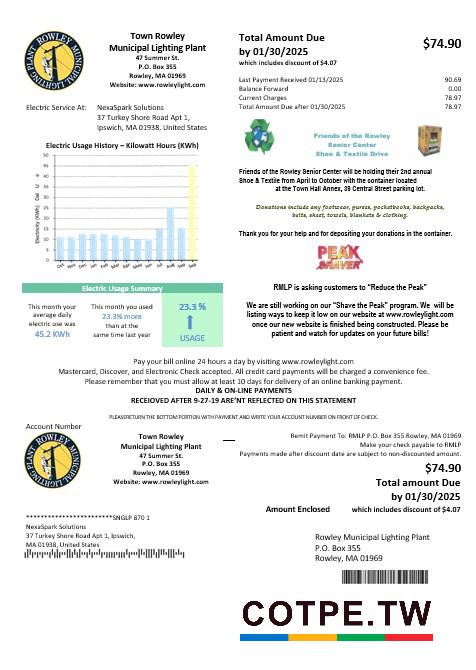 Town Rowley
Municipal Lighting Plant
47 Summer St.
P.O. Box 355
Rowley, MA 01969
Website: www.rowleylight.com
Total Amount Due
by 01/30/2025
$74.90
which includes discount of $4.07
Last Payment Received 01/13/2025 90.69
Balance Forward 0.00
Current Charges 78.97
Total Amount Due after 01/30/2025 78.97
Electric Service At: NexaSpark Solutions
37 Turkey Shore Road Apt 1,
Ipswich, MA 01938, United States
Friends of the Rowley
Senior Center
Shoe & Textile Drive
Electric Usage History – Kilowatt Hours (KWH)
50
45
40
35
30
25
20
15
10
5
0
Oct Nov Dec Jan Feb Mar Apr May Jun Jul Aug Sep
Friends of the Rowley Senior Center will be holding their 2nd annual
Shoe & Textile from April to October with the container located
at the Town Hall Annes, 39 Central Street parking lot.
Donations include any footwear, purses, pocketbooks, backpacks,
belts, sheet, towels, blankets & clothing.
Thank you for your help and for depositing your donations in the container.
PEAK
SHAVER
RMLP is asking customers to "Reduce the Peak"
We are still working on our "Shave the Peak" program. We will be
listing ways to keep it low on our website at www.rowleylight.com
once our new website is finished being constructed. Please be
patient and watch for updates on your future bills!
Electric Usage Summary
This month your
average daily
electric use was
45.2 KWh
This month you used
23.3% more
than at the
same time last year
23.3 %
USAGE
Pay your bill online 24 hours a day by visiting www.rowleylight.com
Mastercard, Discover, and Electronic Check accepted. All credit card payments will be charged a convenience fee.
Please remember that you must allow at least 10 days for delivery of an online banking payment.
DAILY & ON-LINE PAYMENTS
RECEIOVED AFTER 9-27-19 ARE'NT REFLECTED ON THIS STATEMENT
PLEASERETURN THE BOTTOM PORTION WITH PAYMENT AND WRITE YOUR ACCOUNT NUMBER ON FRONT OF CHECK.
Account Number
Town Rowley
Municipal Lighting Plant
47 Summer St.
P.O. Box 355
Rowley, MA 01969
Website: www.rowleylight.com
Remit Payment To: RMLP P.O. Box 355 Rowley, MA 01969
Make your check payable to RMLP
Payments made after discount date are subject to non-discounted amount.
$74.90
Total amount Due
by 01/30/2025
Amount Enclosed which includes discount of $4.07
************************SNGLP 870 1
NexaSpark Solutions
37 Turkey Shore Road Apt 1, Ipswich,
MA 01938, United States
Rowley Municipal Lighting Plant
P.O. Box 355
Rowley, MA 01969
COTPE.TW